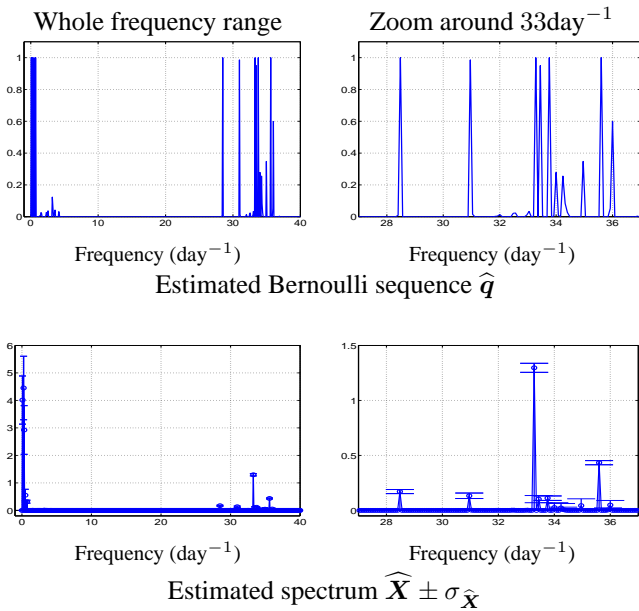 Whole frequency range
Zoom around 33day⁻¹
1
0.8
0.6
0.4
0.2
0
0 10 20 30 40
Frequency (day⁻¹)
1
0.8
0.6
0.4
0.2
0
28 30 32 34 36
Frequency (day⁻¹)
Estimated Bernoulli sequence q̂
6
5
4
3
2
1
0
0 10 20 30 40
Frequency (day⁻¹)
1.5
1
0.5
0
28 30 32 34 36
Frequency (day⁻¹)
Estimated spectrum X̂ ± σ_X̂